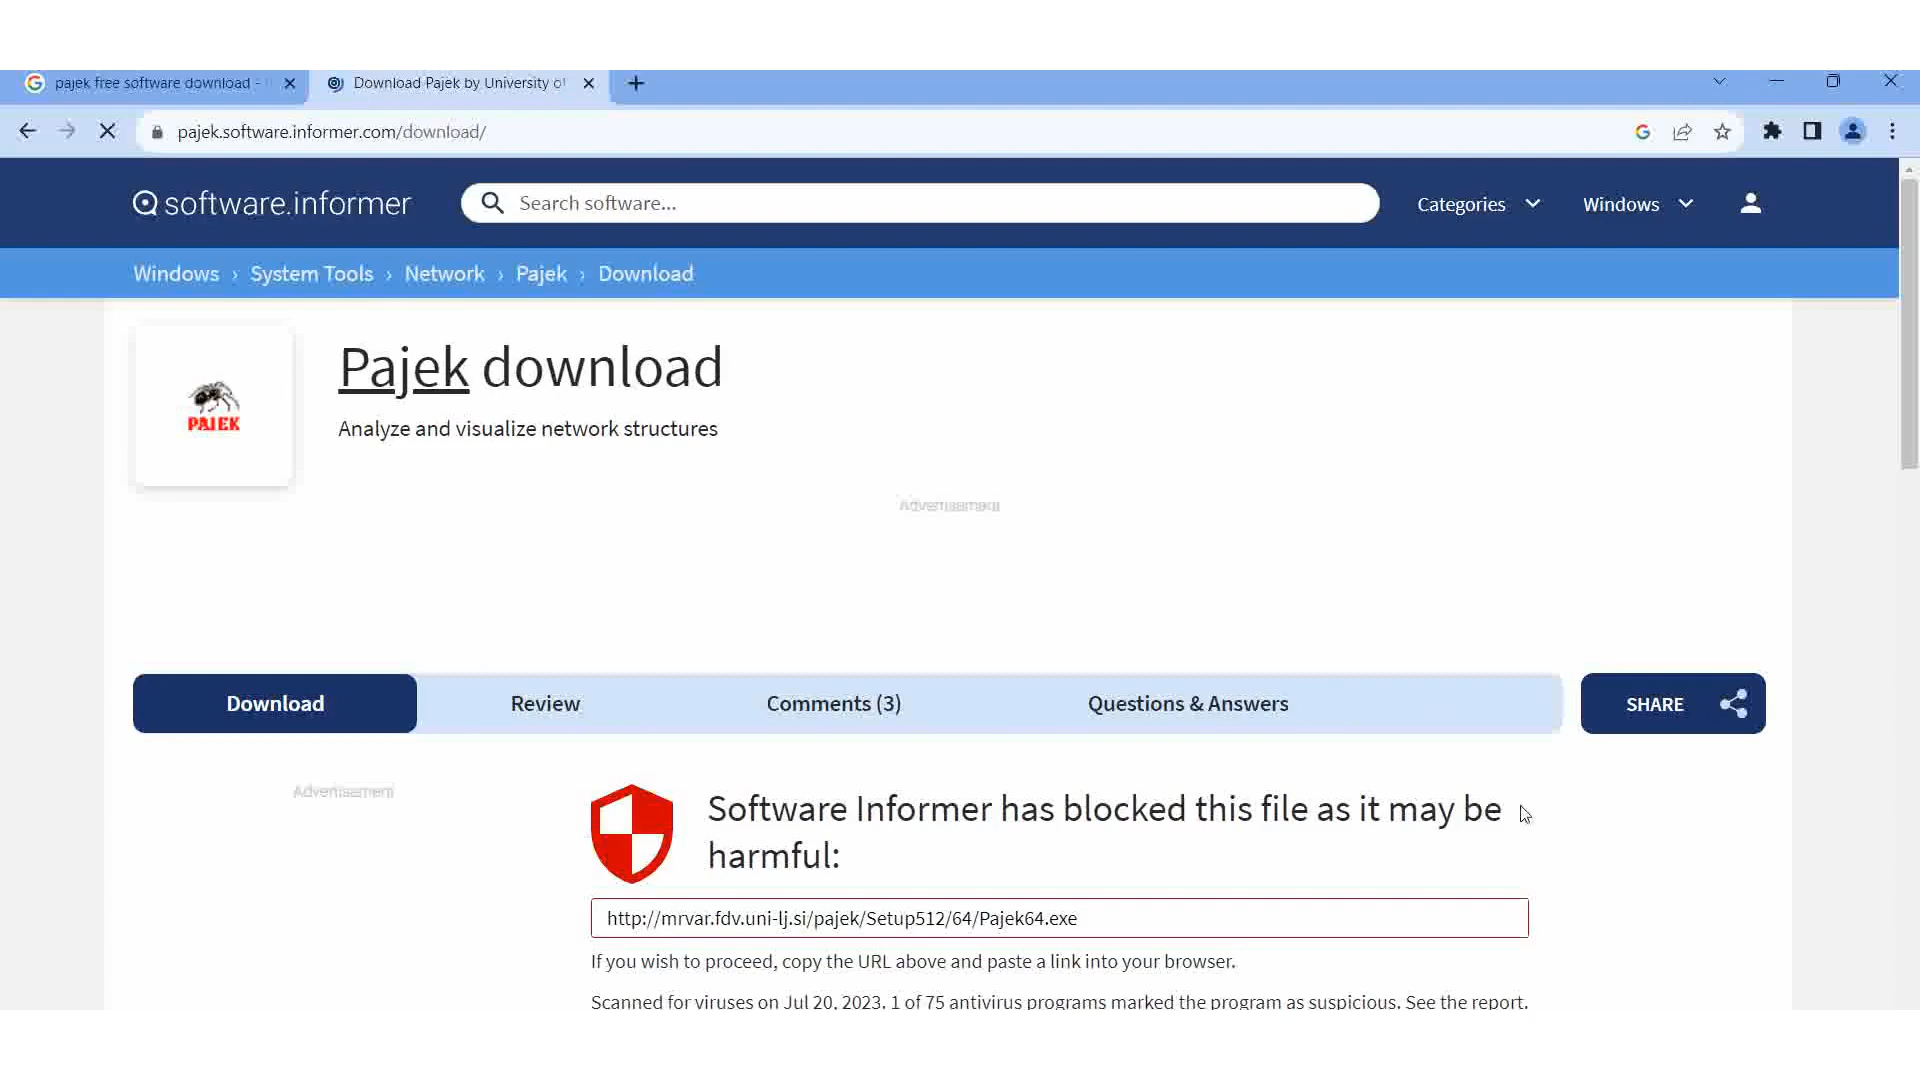 pajek free software download -
Download Pajek by University of
pajek.software.informer.com/download/
software.informer
Search software...
Categories
Windows
Windows › System Tools › Network › Pajek › Download
PAJEK
Pajek download
Analyze and visualize network structures
Advertisement
Download
Review
Comments (3)
Questions & Answers
SHARE
Advertisement
Software Informer has blocked this file as it may be
harmful:
http://mrvar.fdv.uni-lj.si/pajek/Setup512/64/Pajek64.exe
If you wish to proceed, copy the URL above and paste a link into your browser.
Scanned for viruses on Jul 20, 2023. 1 of 75 antivirus programs marked the program as suspicious. See the report.